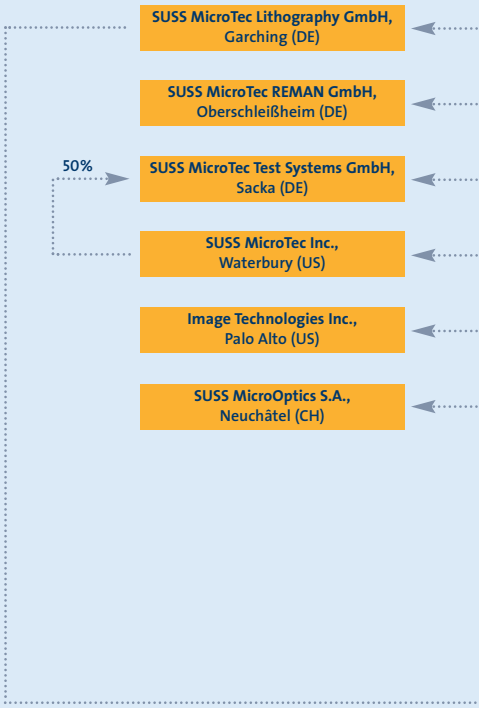 SUSS MicroTec Lithography GmbH,
Garching (DE)
SUSS MicroTec REMAN GmbH,
Oberschleißheim (DE)
50%
SUSS MicroTec Test Systems GmbH,
Sacka (DE)
SUSS MicroTec Inc.,
Waterbury (US)
Image Technologies Inc.,
Palo Alto (US)
SUSS MicroOptics S.A.,
Neuchâtel (CH)